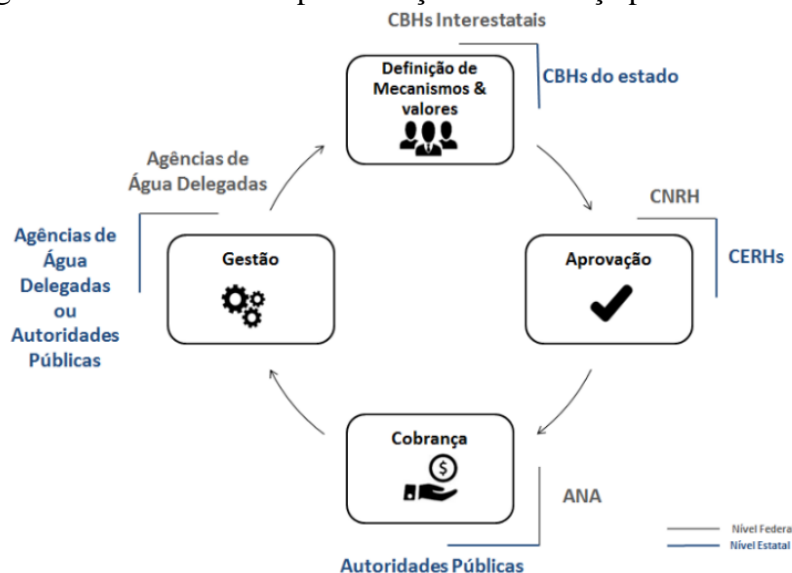 CBHs Interestatais
Definição de
Mecanismos &
valores
CBHs do estado
Agências de
Água Delegadas
CNRH
Agências de
Água
Delegadas
ou
Autoridades
Públicas
Gestão
Aprovação
CERHs
Cobrança
$
ANA
Autoridades Públicas
Nível Federa
Nível Estatal